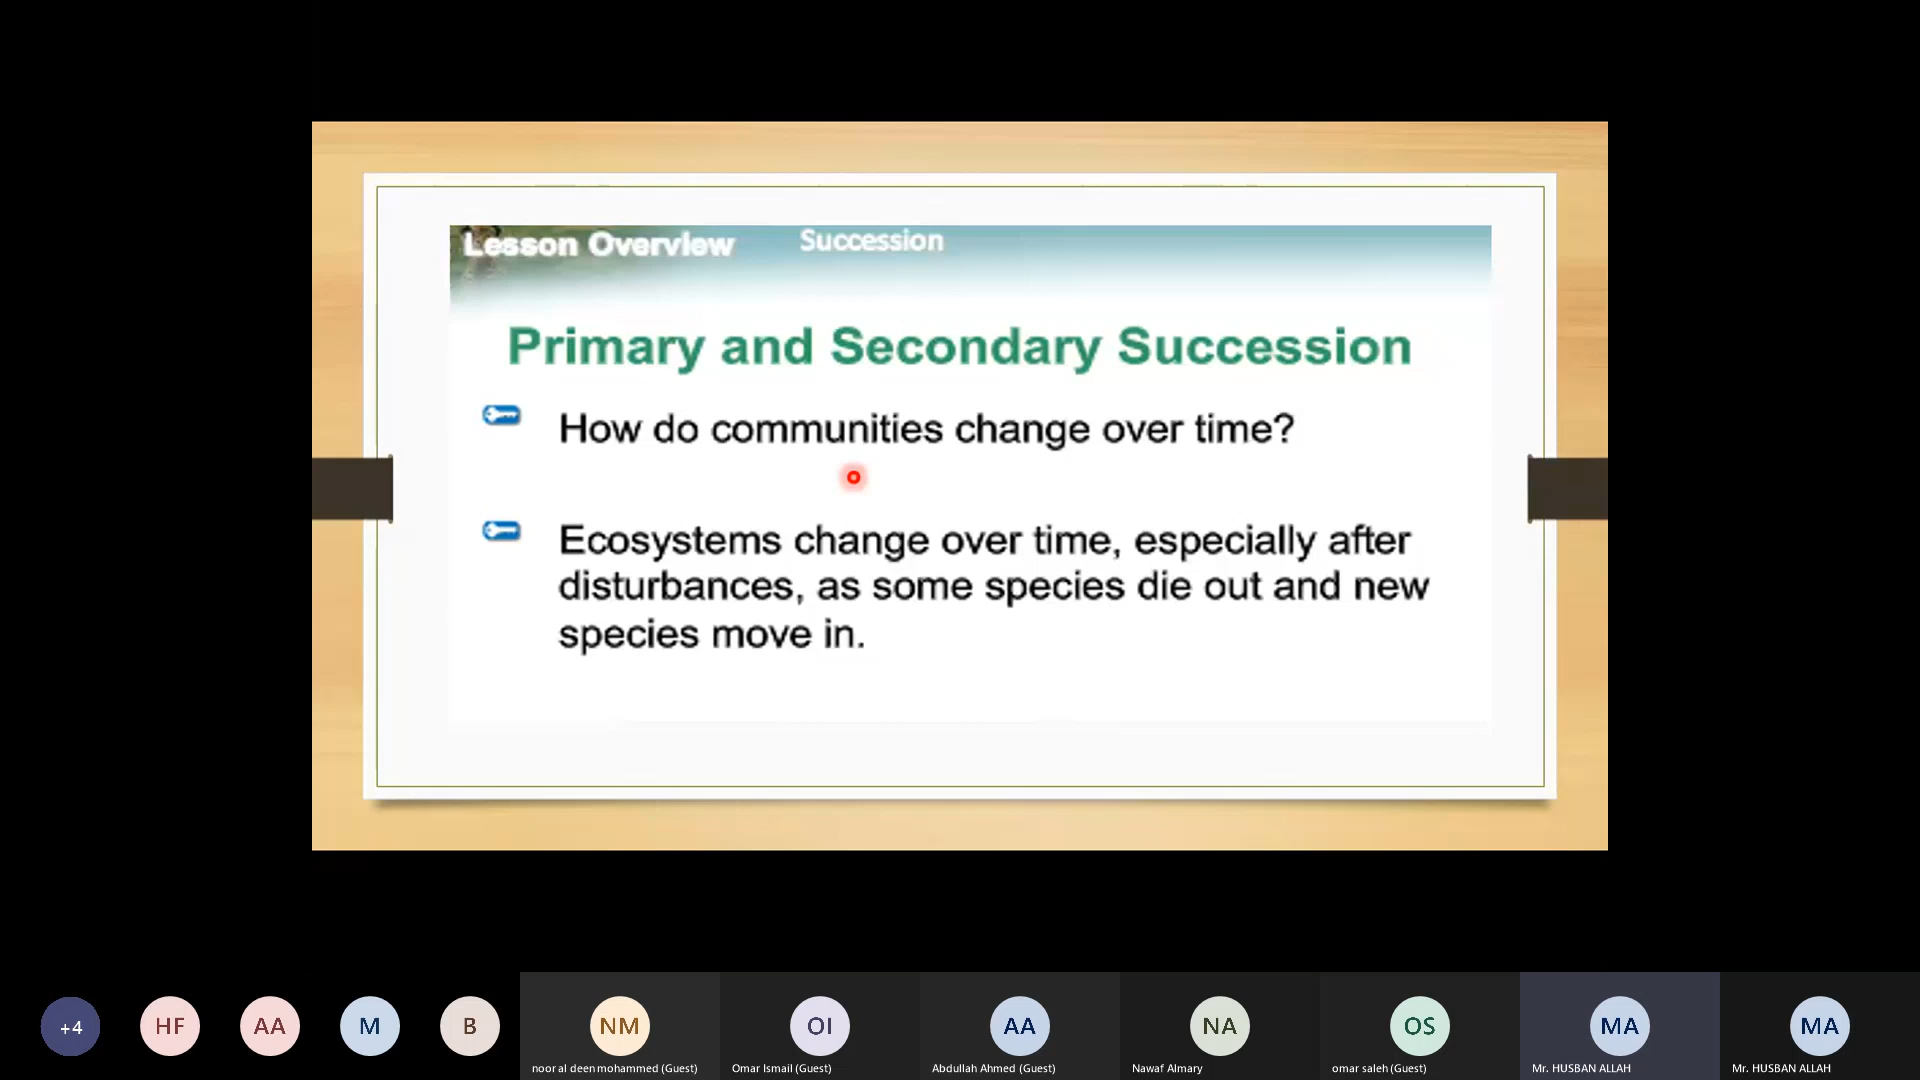 Lesson Overview Succession
Primary and Secondary Succession
How do communities change over time?
Ecosystems change over time, especially after
disturbances, as some species die out and new
species move in.
+4 HF AA M B NM OI AA NA OS MA MA
noor al deen mohammed (Guest) Omar Ismail (Guest) Abdullah Ahmed (Guest) Nawaf Almary omar saleh (Guest) Mr. HUSBAN ALLAH Mr. HUSBAN ALLAH